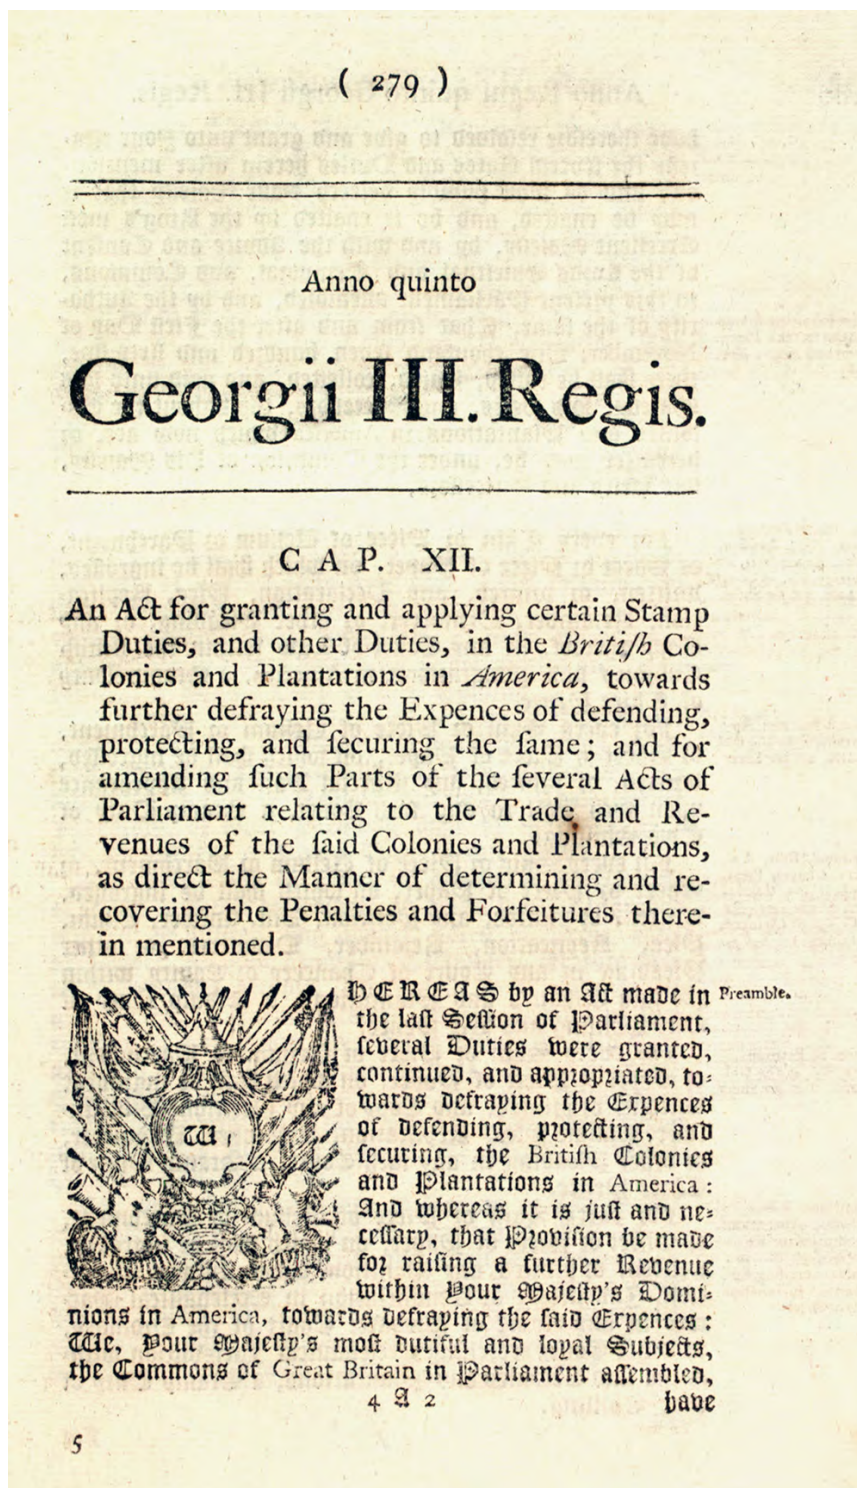 ( 279 )
Anno quinto
Georgii III. Regis.
CAP. XII.
An Act for granting and applying certain Stamp
Duties, and other Duties, in the Britiſh Co-
lonies and Plantations in America, towards
further defraying the Expences of defending,
protecting, and ſecuring the ſame; and for
amending ſuch Parts of the ſeveral Acts of
Parliament relating to the Trade and Re-
venues of the ſaid Colonies and Plantations,
as direct the Manner of determining and re-
covering the Penalties and Forfeitures there-
in mentioned.
WHEREAS by an Act made in Preamble.
the laſt Seſſion of Parliament,
ſeveral Duties were granted,
continued, and appropriated, to-
wards defraying the Expences
of defending, protecting, and
ſecuring, the Britiſh Colonies
and Plantations in America:
And whereas it is juſt and ne-
ceſſary, that Proviſion be made
for raiſing a further Revenue
within Your Majeſty's Domi-
nions in America, towards defraying the ſaid Expences:
We, Your Majeſty's moſt dutiful and loyal Subjects,
the Commons of Great Britain in Parliament aſſembled,
4 A 2 have
5